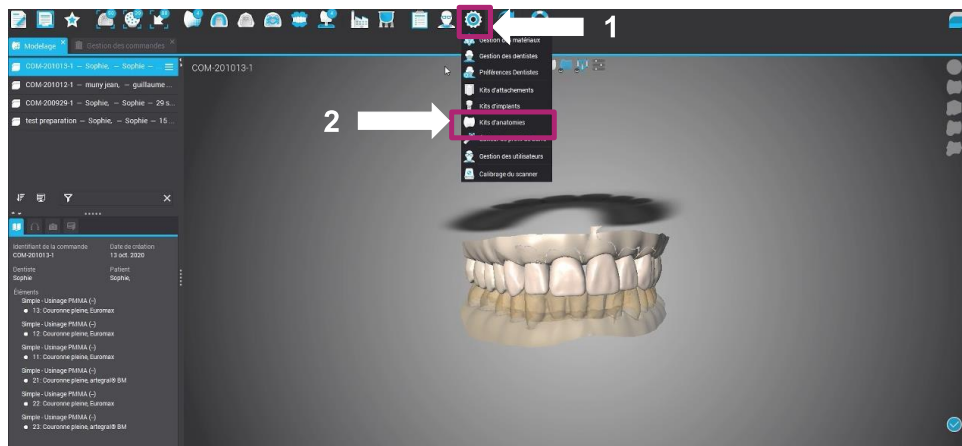 1
Modelage
Gestion des commandes
Gestion des matériaux
COM-201013-1 — Sophie, — Sophie —
COM-201013-1
Gestion des dentistes
Préférences Dentistes
COM-201012-1 — muny jean, — guillaume ...
Kits d'attachements
COM-200929-1 — Sophie, — Sophie — 29 s...
Kits d'implants
2
test preparation — Sophie, — Sophie — 15 ...
Kits d'anatomies
Gestion des utilisateurs
Calibrage du scanner
Identifiant de la commande
Date de création
COM-201013-1
13 oct. 2020
Dentiste
Patient
Sophie
Sophie,
Éléments
Simple - Usinage PMMA (-)
13: Couronne pleine, Euromax
Simple - Usinage PMMA (-)
12: Couronne pleine, Euromax
Simple - Usinage PMMA (-)
11: Couronne pleine, Euromax
Simple - Usinage PMMA (-)
21: Couronne pleine, artegral® BM
Simple - Usinage PMMA (-)
22: Couronne pleine, Euromax
Simple - Usinage PMMA (-)
23: Couronne pleine, artegral® BM